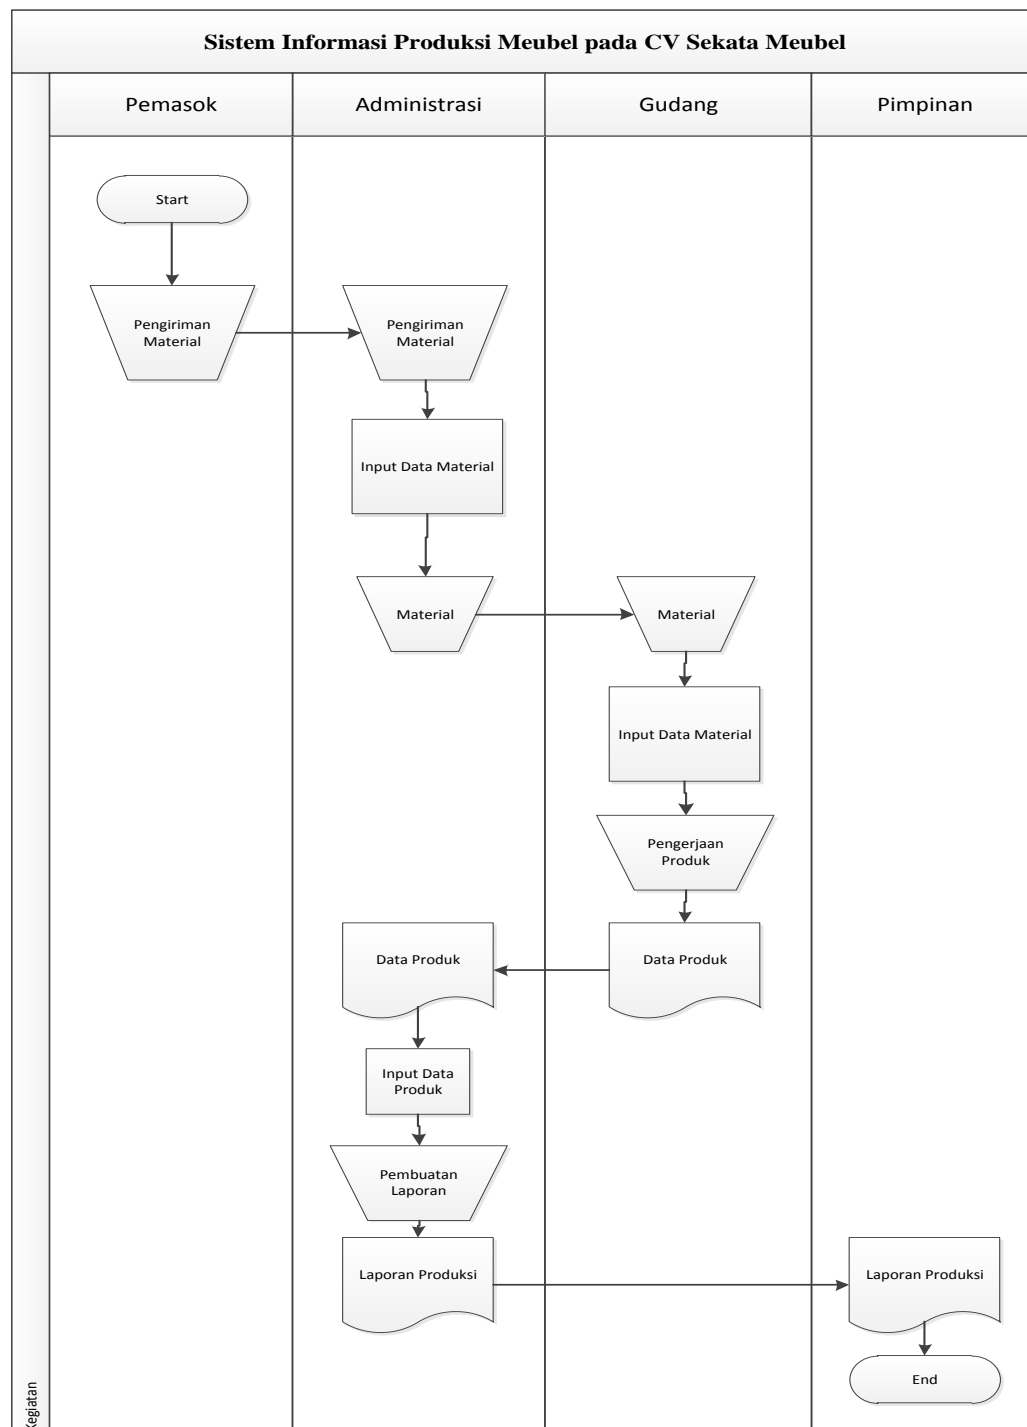 Sistem Informasi Produksi Meubel pada CV Sekata Meubel
Pemasok
Administrasi
Gudang
Pimpinan
Start
Pengiriman
Material
Pengiriman
Material
Input Data Material
Material
Material
Input Data Material
Pengerjaan
Produk
Data Produk
Data Produk
Input Data
Produk
Pembuatan
Laporan
Laporan Produksi
Laporan Produksi
End
Kegiatan